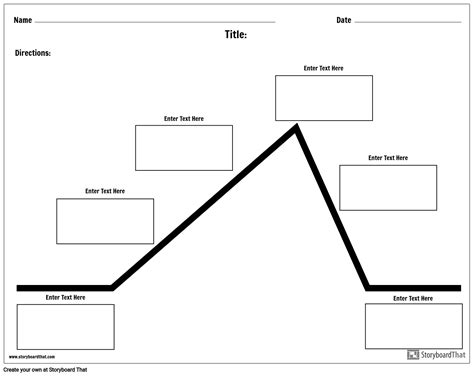 Name Date
Title:
Directions:
Enter Text Here
Enter Text Here
Enter Text Here
Enter Text Here
Enter Text Here
Enter Text Here
www.storyboardthat.com
StoryboardThat
Create your own at Storyboard That